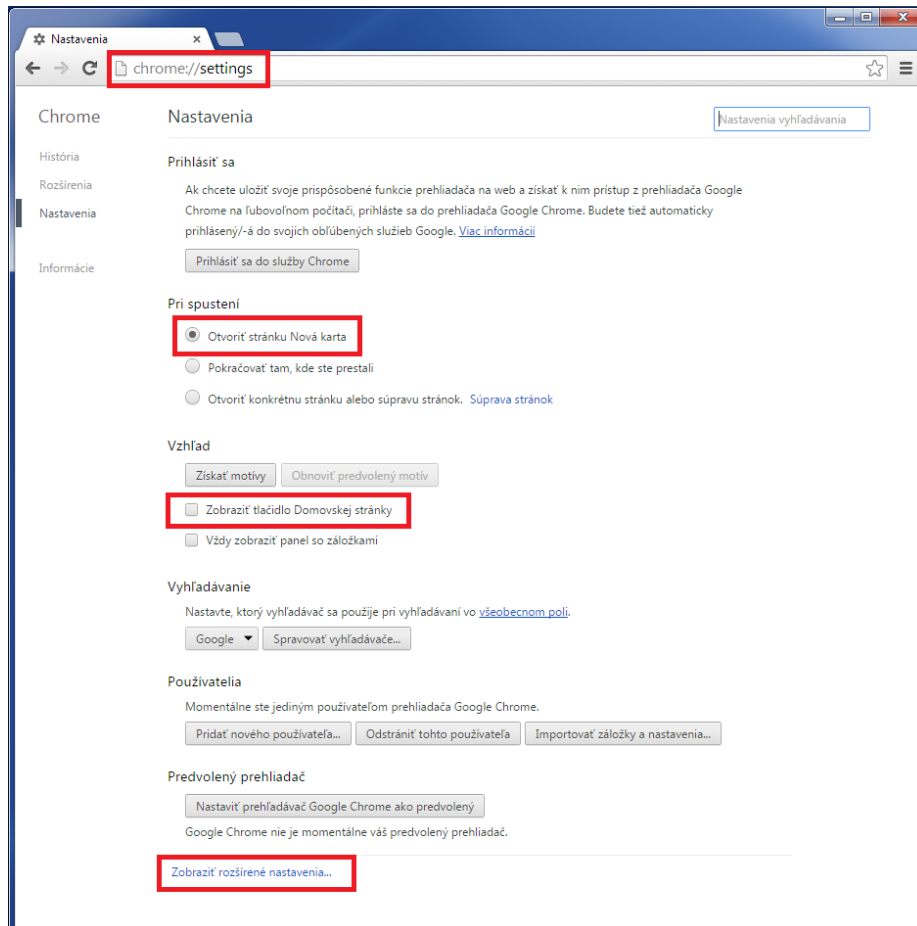 Nastavenia
chrome://settings
Chrome
Nastavenia
Nastavenia vyhľadávania
História
Rozšírenia
Nastavenia
Informácie
Prihlásiť sa
Ak chcete uložiť svoje prispôsobené funkcie prehliadača na web a získať k nim prístup z prehliadača Google
Chrome na ľubovoľnom počítači, prihláste sa do prehliadača Google Chrome. Budete tiež automaticky
prihlásený/-á do svojich obľúbených služieb Google. Viac informácií
Prihlásiť sa do služby Chrome
Pri spustení
Otvoriť stránku Nová karta
Pokračovať tam, kde ste prestali
Otvoriť konkrétnu stránku alebo súpravu stránok. Súprava stránok
Vzhľad
Získať motívy Obnoviť predvolený motív
Zobraziť tlačidlo Domovskej stránky
Vždy zobraziť panel so záložkami
Vyhľadávanie
Nastavte, ktorý vyhľadávač sa použije pri vyhľadávaní vo všeobecnom poli.
Google Spravovať vyhľadávače...
Používatelia
Momentálne ste jediným používateľom prehliadača Google Chrome.
Pridať nového používateľa... Odstrániť tohto používateľa Importovať záložky a nastavenia...
Predvolený prehliadač
Nastaviť prehľadávač Google Chrome ako predvolený
Google Chrome nie je momentálne váš predvolený prehliadač.
Zobraziť rozšírené nastavenia...